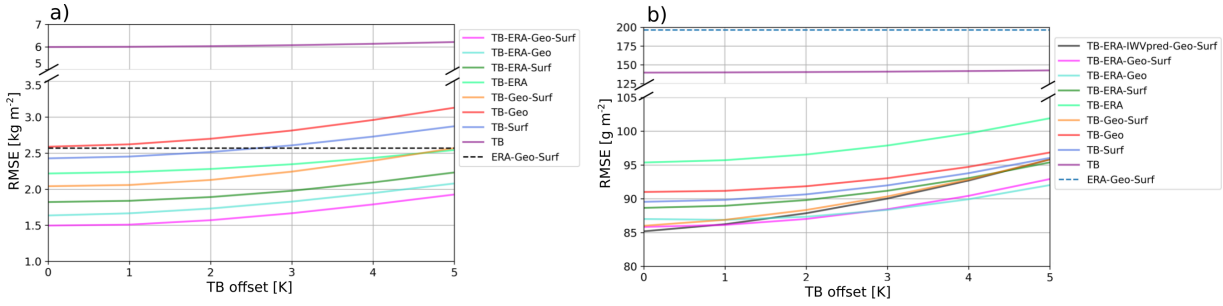 a)
7
6
5
3.5
3.0
2.5
2.0
1.5
1.0
RMSE [kg m⁻²]
0 1 2 3 4 5
TB offset [K]
TB-ERA-Geo-Surf
TB-ERA-Geo
TB-ERA-Surf
TB-ERA
TB-Geo-Surf
TB-Geo
TB-Surf
TB
ERA-Geo-Surf
b)
200
175
150
125
105
100
95
90
85
80
RMSE [g m⁻²]
0 1 2 3 4 5
TB offset [K]
TB-ERA-IWVpred-Geo-Surf
TB-ERA-Geo-Surf
TB-ERA-Geo
TB-ERA-Surf
TB-ERA
TB-Geo-Surf
TB-Geo
TB-Surf
TB
ERA-Geo-Surf